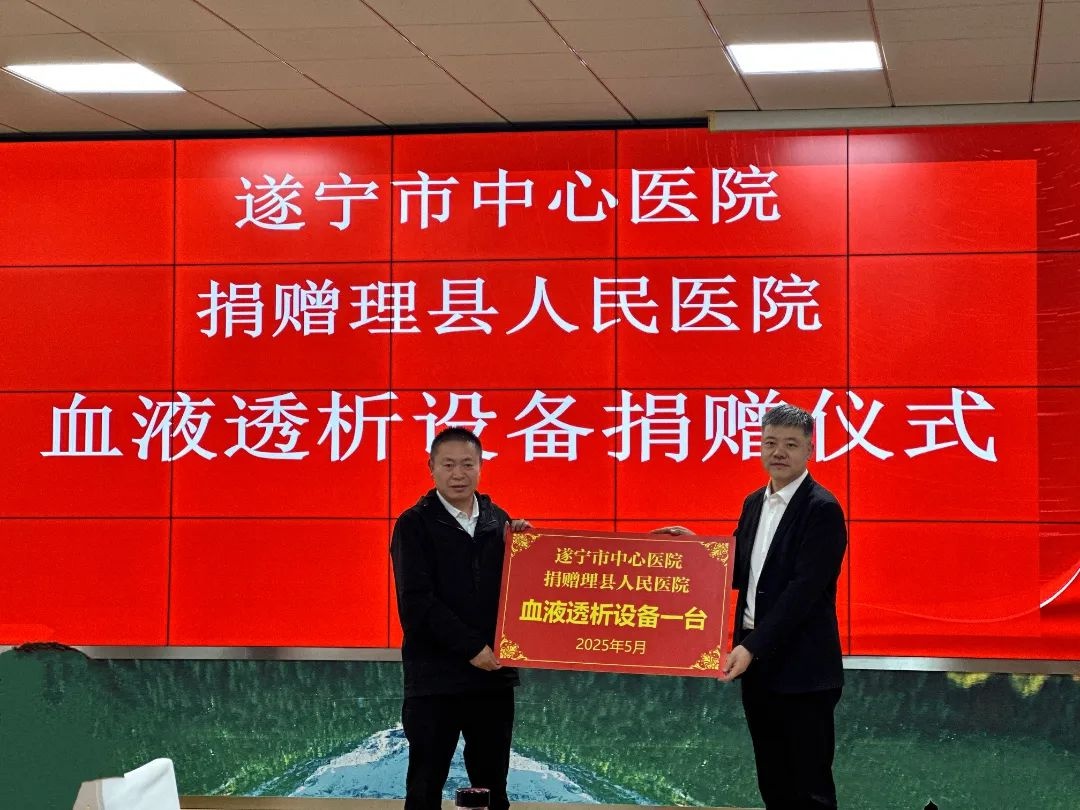 遂宁市中心医院
捐赠理县人民医院
血液透析设备捐赠仪式
遂宁市中心医院
捐赠理县人民医院
血液透析设备一台
2025年5月